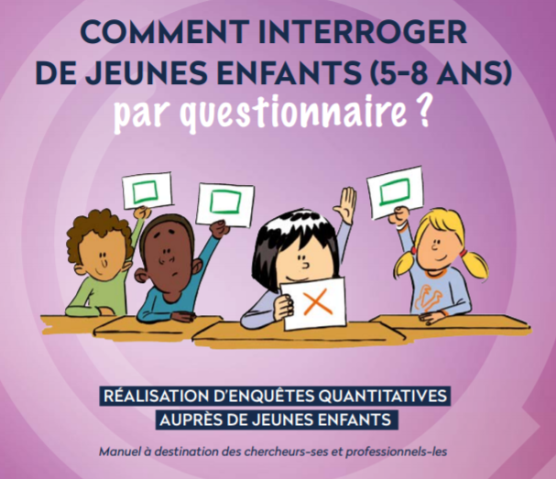 COMMENT INTERROGER
DE JEUNES ENFANTS (5-8 ANS)
par questionnaire ?
RÉALISATION D'ENQUÊTES QUANTITATIVES
AUPRÈS DE JEUNES ENFANTS
Manuel à destination des chercheurs-ses et professionnels-les